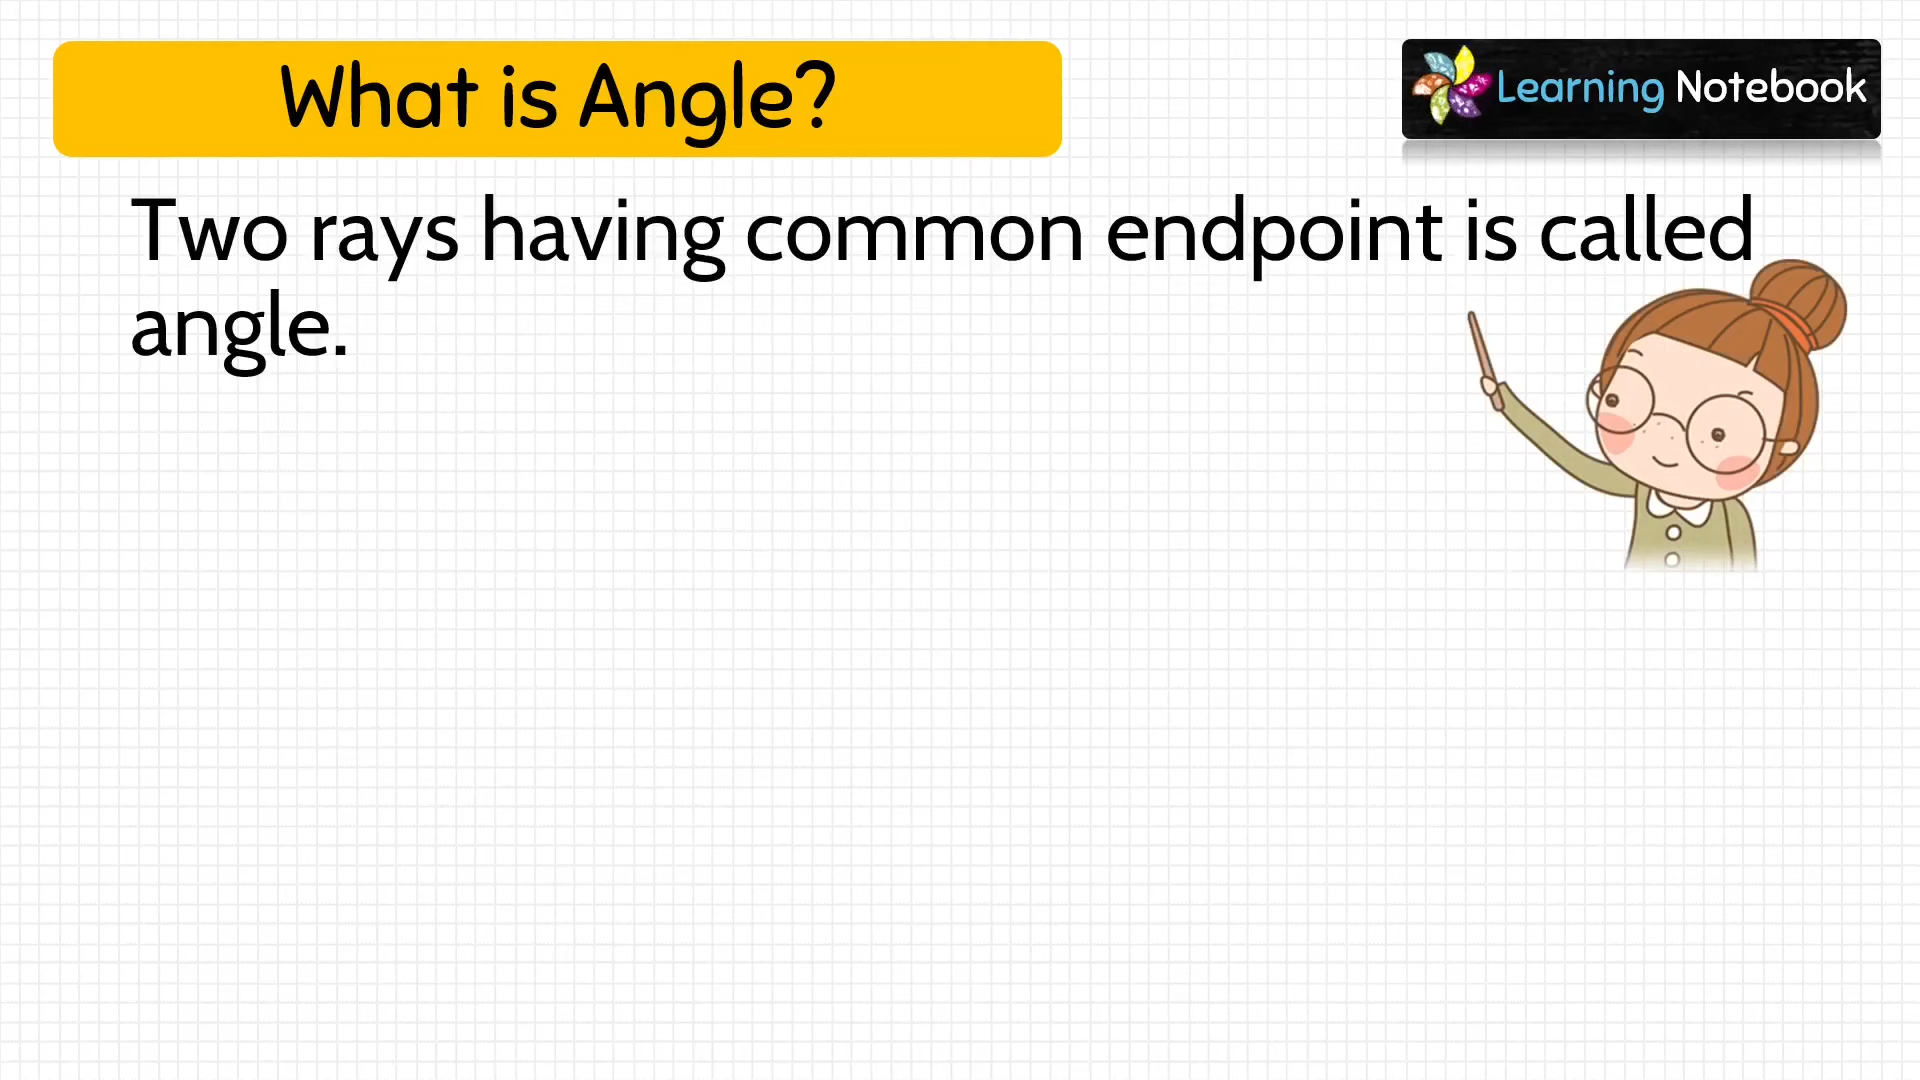 What is Angle?
Learning Notebook
Two rays having common endpoint is called
angle.